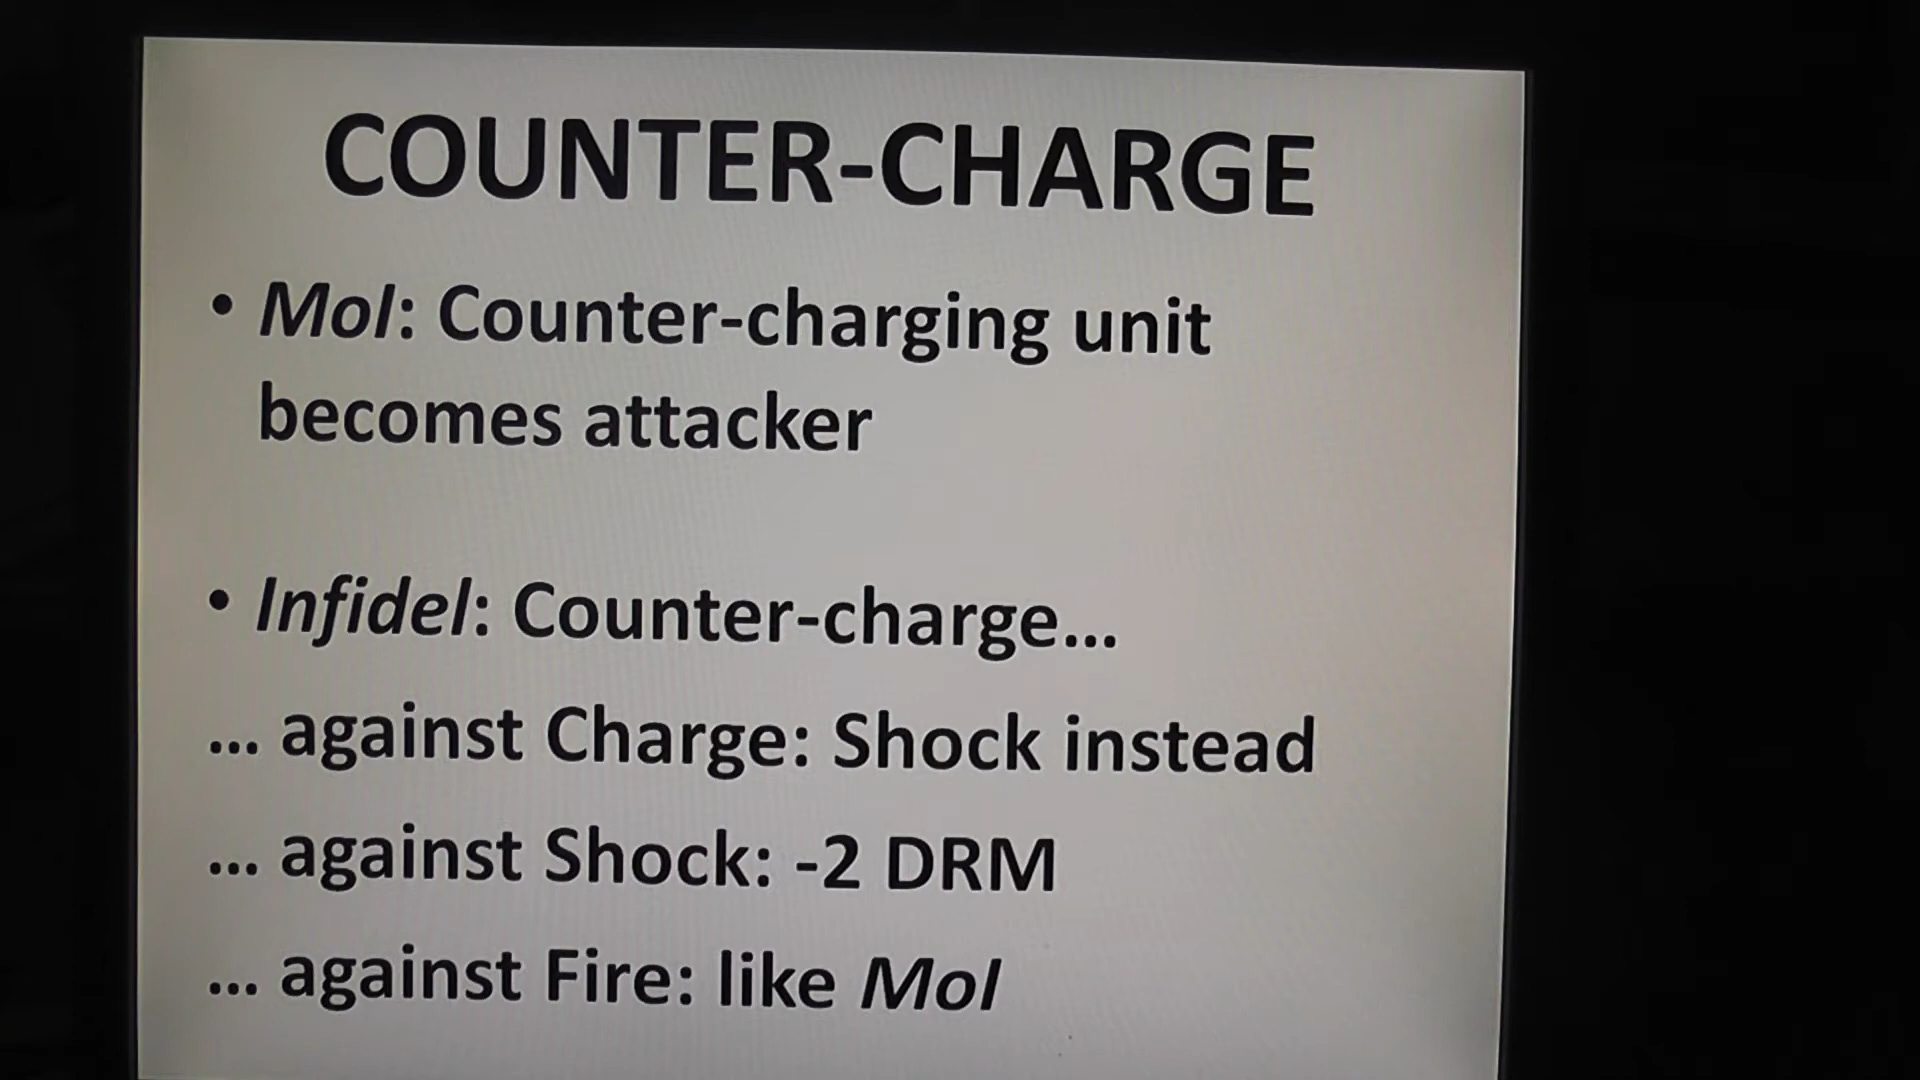 COUNTER-CHARGE
• MoI: Counter-charging unit
becomes attacker
• Infidel: Counter-charge...
... against Charge: Shock instead
... against Shock: -2 DRM
... against Fire: like MoI